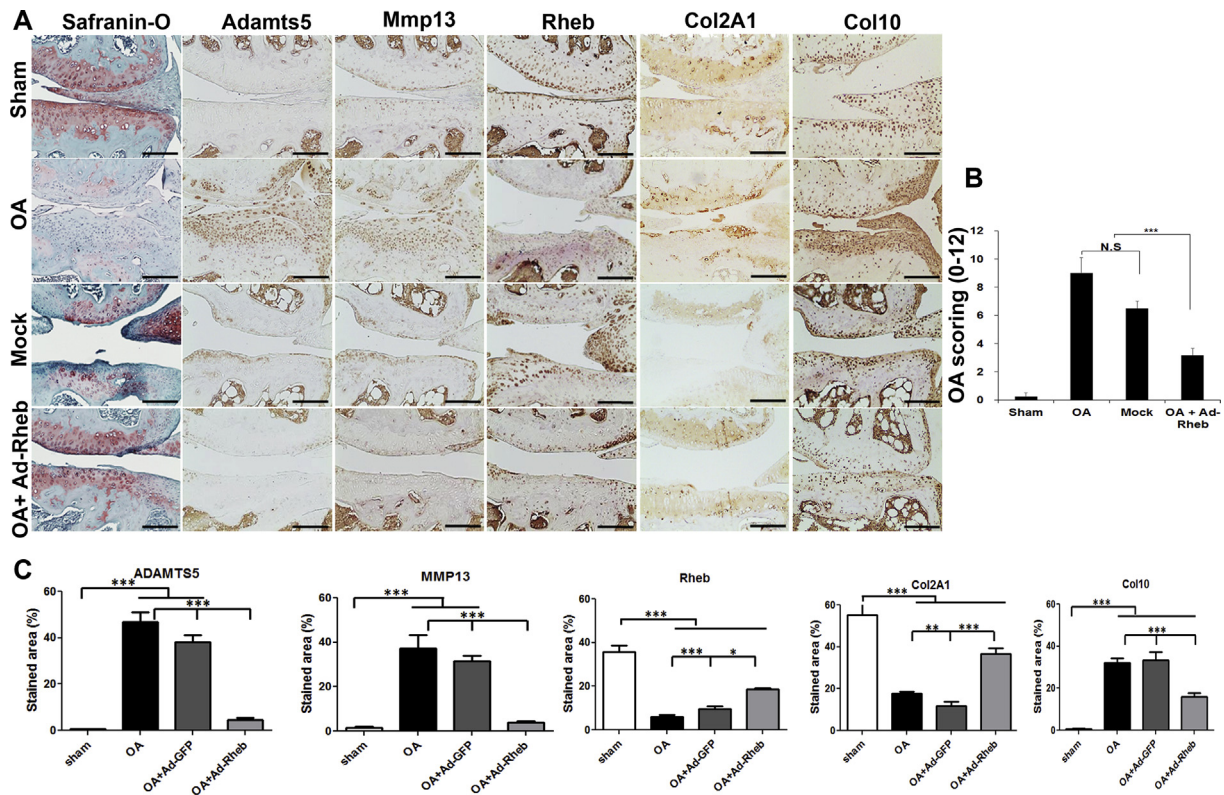 A
Safranin-O Adamts5 Mmp13 Rheb Col2A1 Col10
Sham
OA
Mock
OA+ Ad-Rheb
B
OA scoring (0-12)
12
10
8
6
4
2
0
N.S
***
Sham OA Mock OA + Ad-
Rheb
C
ADAMTS5
Stained area (%)
60
40
20
0
***
***
sham
OA
OA+Ad-GFP
OA+Ad-Rheb
MMP13
Stained area (%)
60
40
20
0
***
***
sham
OA
OA+Ad-GFP
OA+Ad-Rheb
Rheb
Stained area (%)
50
40
30
20
10
0
***
*** *
sham
OA
OA+Ad-GFP
OA+Ad-Rheb
Col2A1
Stained area (%)
60
40
20
0
***
** ***
sham
OA
OA+Ad-GFP
OA+Ad-Rheb
Col10
Stained area (%)
60
40
20
0
***
***
sham
OA
OA+Ad-GFP
OA+Ad-Rheb